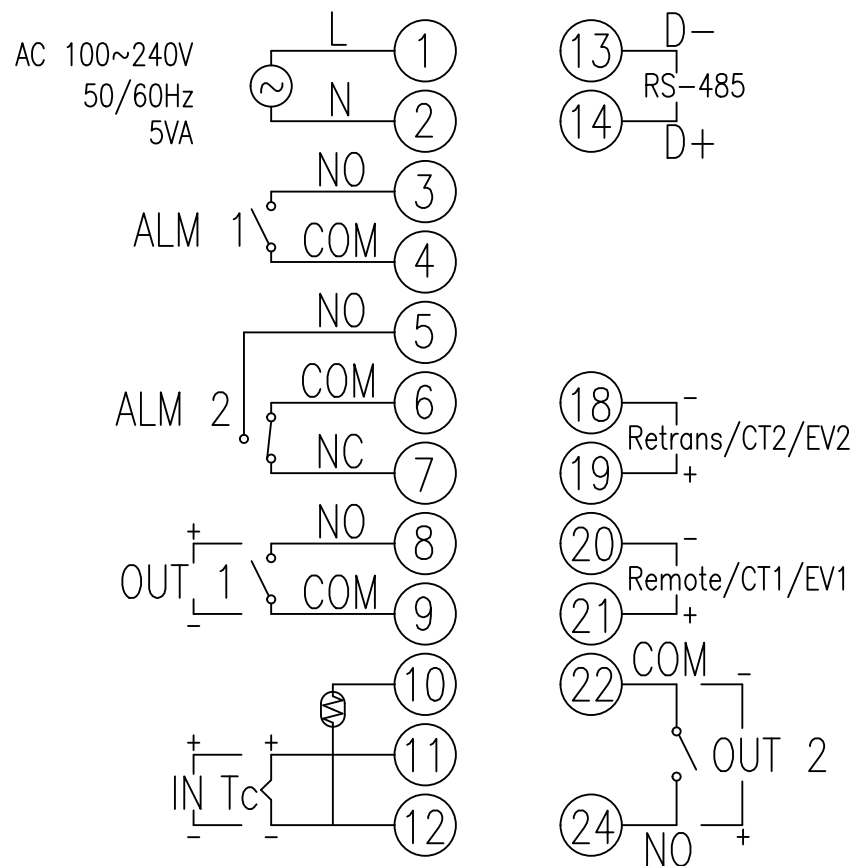 L
AC 100~240V
50/60Hz
5VA
N
1
2
NO
3
ALM 1
COM
4
NO
5
ALM 2
COM
6
NC
7
+
NO
8
OUT 1
COM
9
-
10
+ +
11
IN Tc
- -
12
13
D-
RS-485
14
D+
18
-
Retrans/CT2/EV2
19
+
20
-
Remote/CT1/EV1
21
+
COM
22
-
OUT 2
24
NO
+